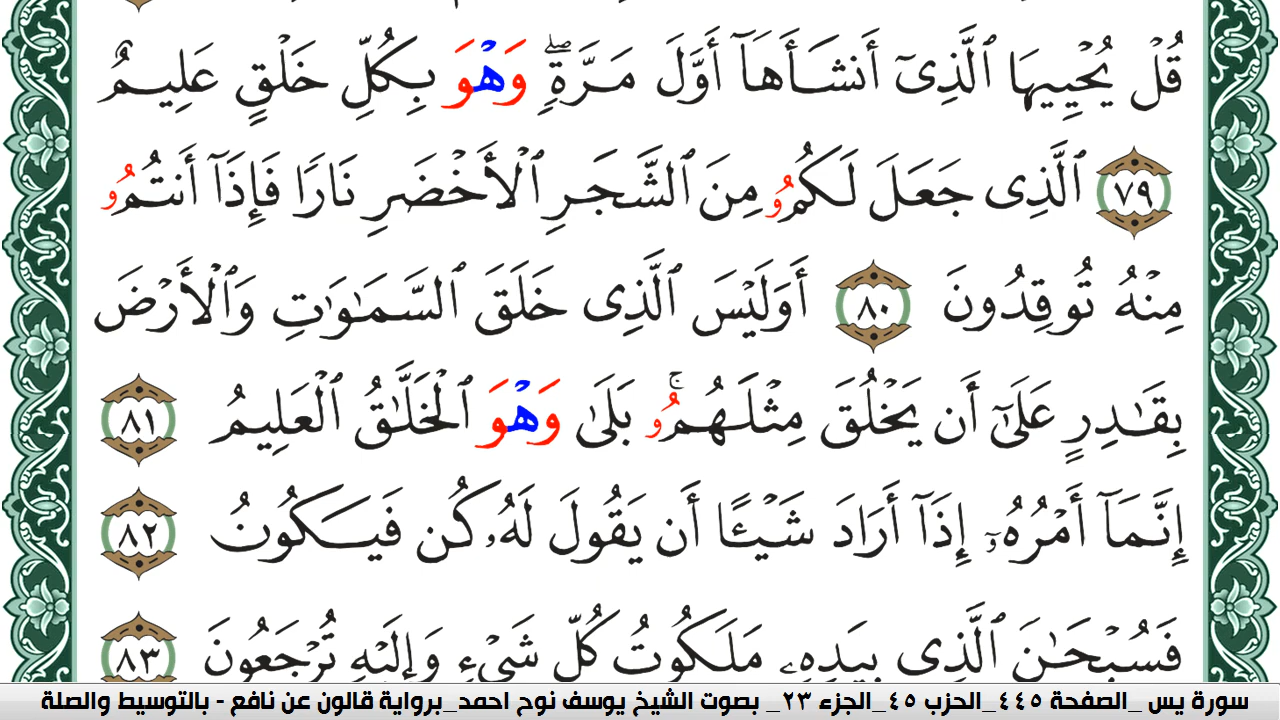 قُلْ يُحْيِيهَا ٱلَّذِىٓ أَنشَأَهَآ أَوَّلَ مَرَّةٍۖ وَهْوَ بِكُلِّ خَلْقٍ عَلِيمٌ
٧٩ ٱلَّذِى جَعَلَ لَكُمُۥ مِنَ ٱلشَّجَرِ ٱلْأَخْضَرِ نَارًا فَإِذَآ أَنتُمُۥ
مِنْهُ تُوقِدُونَ ٨٠ أَوَلَيْسَ ٱلَّذِى خَلَقَ ٱلسَّمَٰوَٰتِ وَٱلْأَرْضَ
بِقَٰدِرٍ عَلَىٰٓ أَن يَخْلُقَ مِثْلَهُمُۥۚ بَلَىٰ وَهْوَ ٱلْخَلَّٰقُ ٱلْعَلِيمُ ٨١
إِنَّمَآ أَمْرُهُۥٓ إِذَآ أَرَادَ شَيْـًٔا أَن يَقُولَ لَهُۥ كُن فَيَكُونُ ٨٢
فَسُبْحَٰنَ ٱلَّذِى بِيَدِهِۦ مَلَكُوتُ كُلِّ شَىْءٍ وَإِلَيْهِ تُرْجَعُونَ ٨٣
سورة يس _الصفحة ٤٤٥_الحزب ٤٥_الجزء ٢٣_ بصوت الشيخ يوسف نوح احمد_برواية قالون عن نافع - بالتوسيط والصلة